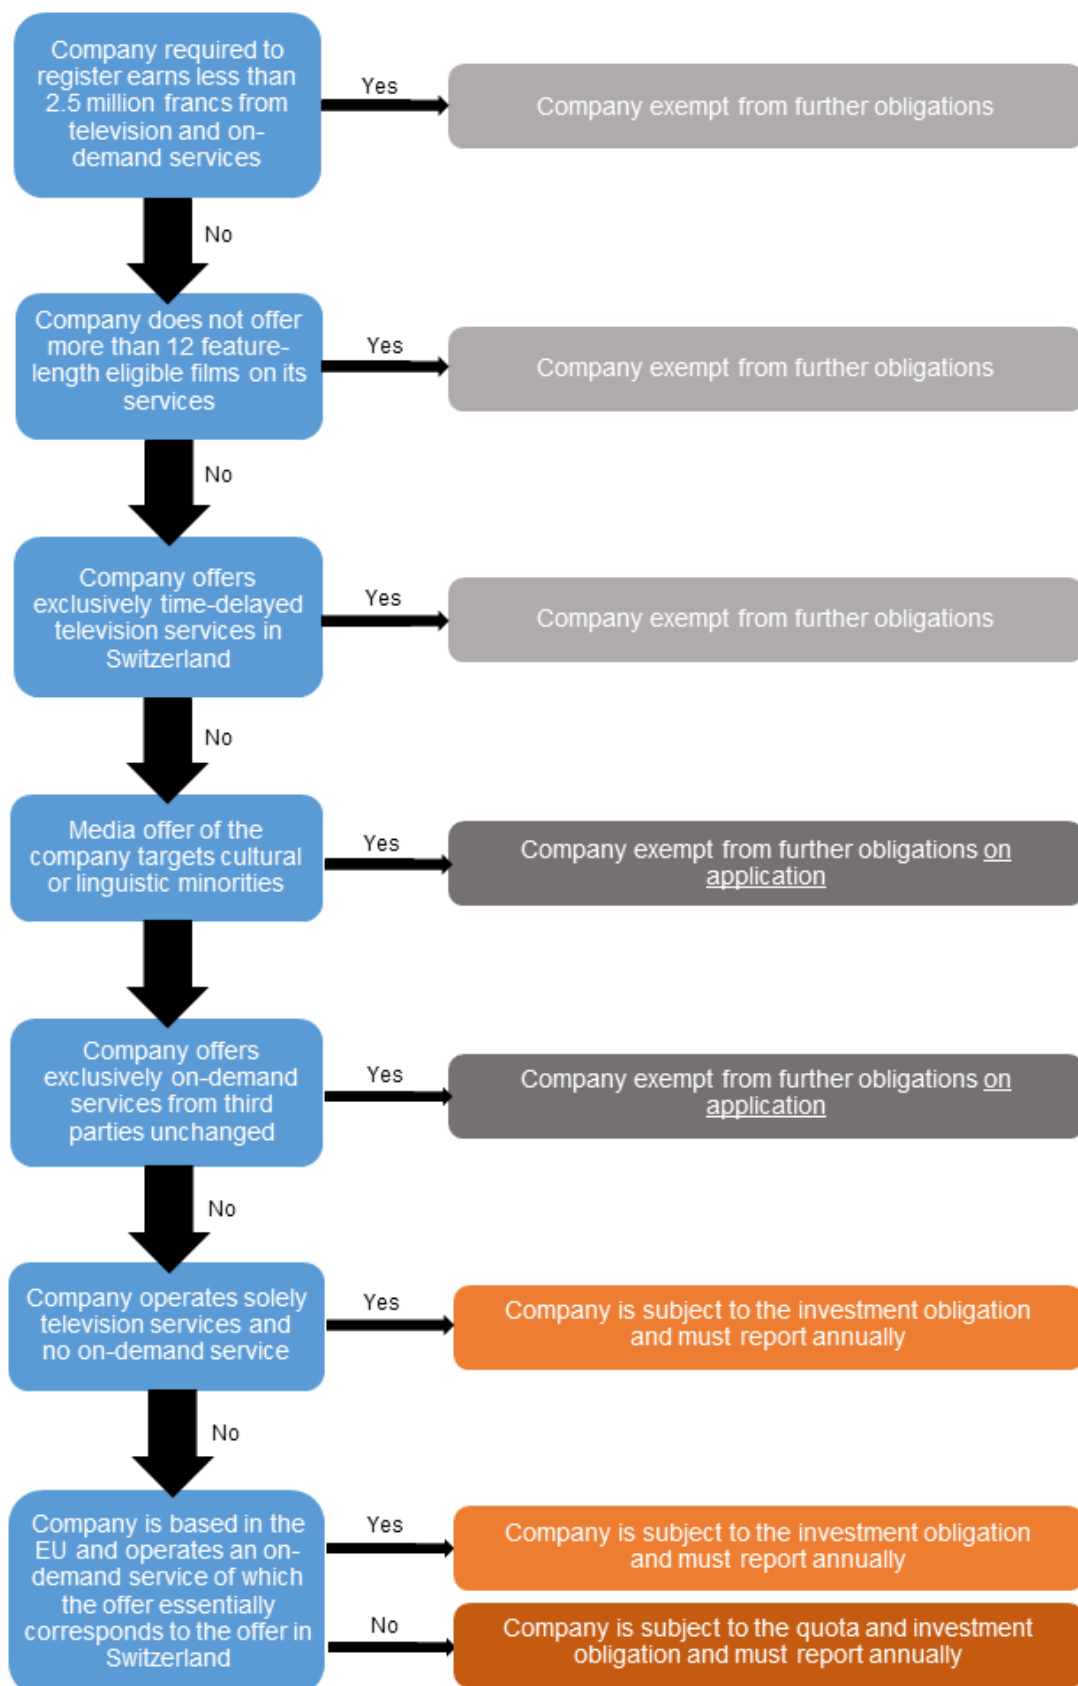 Company required to
register earns less than
2.5 million francs from
television and on-
demand services
Yes
Company exempt from further obligations
No
Company does not offer
more than 12 feature-
length eligible films on its
services
Yes
Company exempt from further obligations
No
Company offers
exclusively time-delayed
television services in
Switzerland
Yes
Company exempt from further obligations
No
Media offer of the
company targets cultural
or linguistic minorities
Yes
Company exempt from further obligations on
application
Company offers
exclusively on-demand
services from third
parties unchanged
Yes
Company exempt from further obligations on
application
No
Company operates solely
television services and
no on-demand service
Yes
Company is subject to the investment obligation
and must report annually
No
Company is based in the
EU and operates an on-
demand service of which
the offer essentially
corresponds to the offer in
Switzerland
Yes
Company is subject to the investment obligation
and must report annually
No
Company is subject to the quota and investment
obligation and must report annually